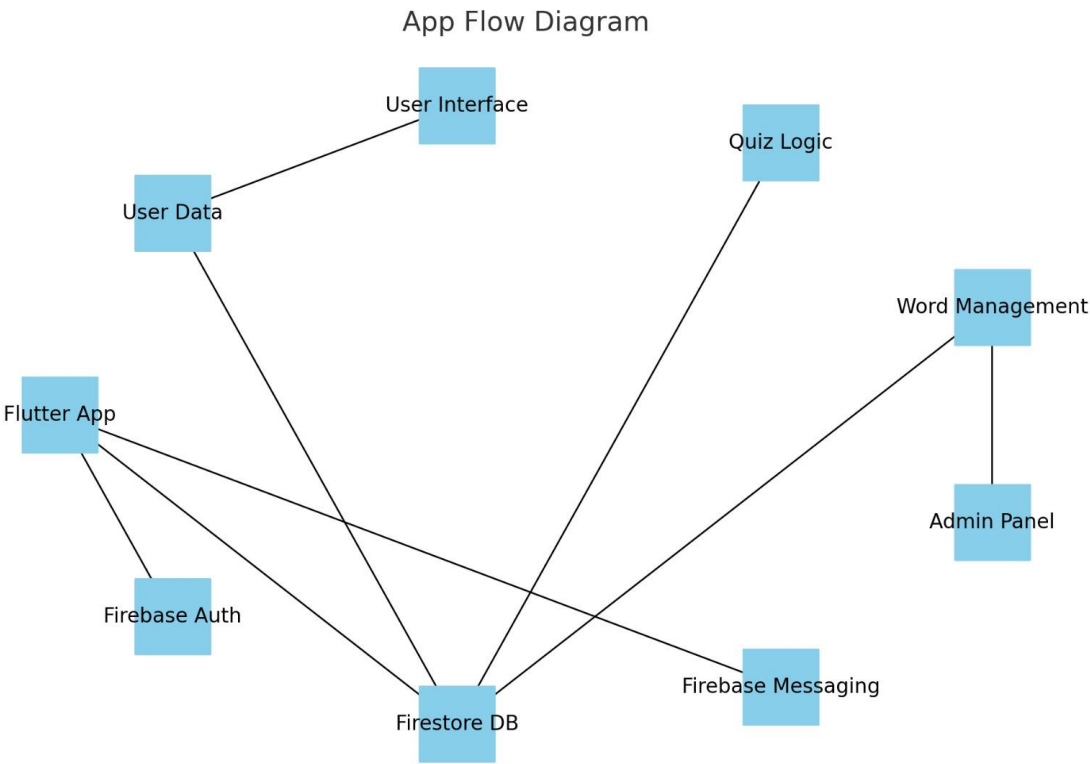 App Flow Diagram
User Interface
Quiz Logic
User Data
Word Management
Flutter App
Admin Panel
Firebase Auth
Firebase Messaging
Firestore DB